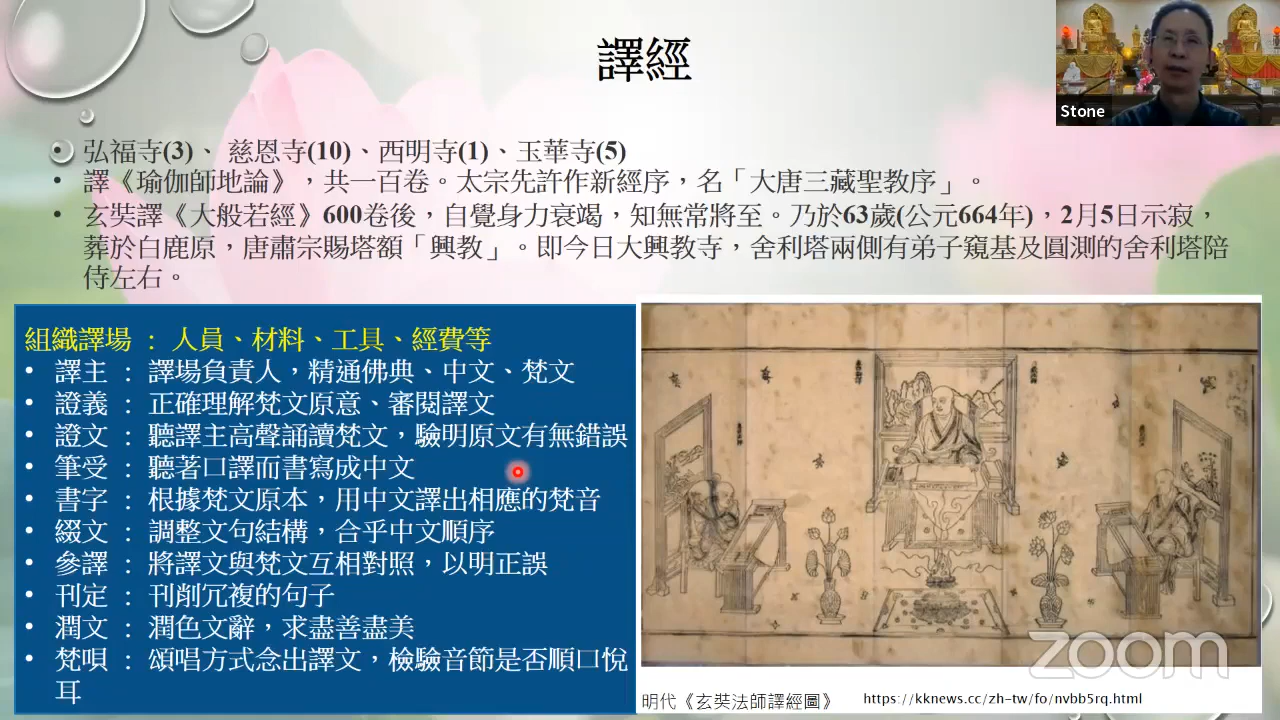 譯經
Stone
• 弘福寺(3)、 慈恩寺(10)、西明寺(1)、玉華寺(5)
• 譯《瑜伽師地論》，共一百卷。太宗先許作新經序，名「大唐三藏聖教序」。
• 玄奘譯《大般若經》600卷後，自覺身力衰竭，知無常將至。乃於63歲(公元664年)，2月5日示寂，
葬於白鹿原，唐肅宗賜塔額「興教」。即今日大興教寺，舍利塔兩側有弟子窺基及圓測的舍利塔陪
侍左右。
組織譯場 ： 人員、材料、工具、經費等
• 譯主 ： 譯場負責人，精通佛典、中文、梵文
• 證義 ： 正確理解梵文原意、審閱譯文
• 證文 ： 聽譯主高聲誦讀梵文，驗明原文有無錯誤
• 筆受 ： 聽著口譯而書寫成中文
• 書字 ： 根據梵文原本，用中文譯出相應的梵音
• 綴文 ： 調整文句結構，合乎中文順序
• 參譯 ： 將譯文與梵文互相對照，以明正誤
• 刊定 ： 刊削冗複的句子
• 潤文 ： 潤色文辭，求盡善盡美
• 梵唄 ： 頌唱方式念出譯文，檢驗音節是否順口悅
耳
zoom
明代《玄奘法師譯經圖》 https://kknews.cc/zh-tw/fo/nvbb5rq.html